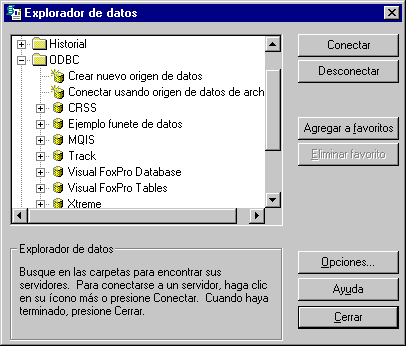 Explorador de datos
Historial
ODBC
Crear nuevo origen de datos
Conectar usando origen de datos de arch
CRSS
Ejemplo funete de datos
MQIS
Track
Visual FoxPro Database
Visual FoxPro Tables
Xtreme
Conectar
Desconectar
Agregar a favoritos
Eliminar favorito
Explorador de datos
Busque en las carpetas para encontrar sus
servidores. Para conectarse a un servidor, haga clic
en su ícono más o presione Conectar. Cuando haya
terminado, presione Cerrar.
Opciones...
Ayuda
Cerrar